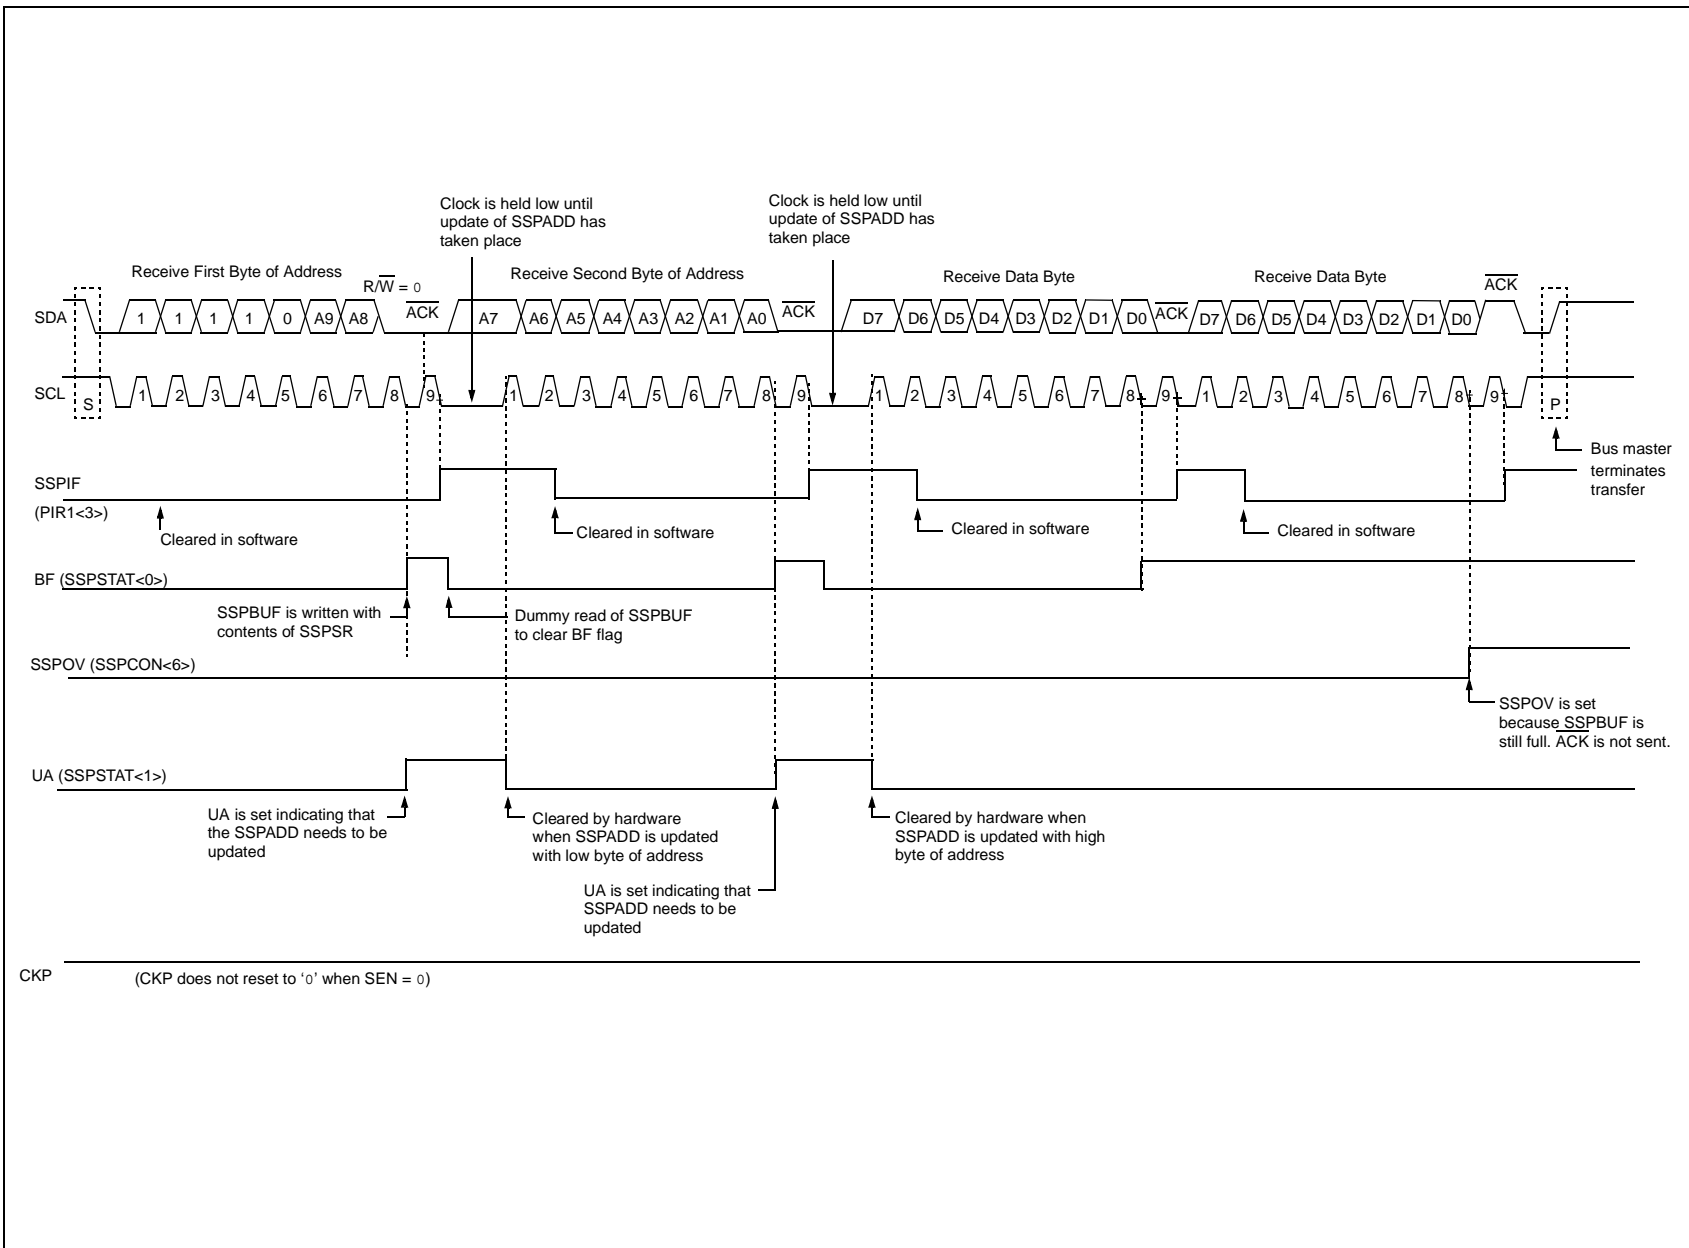 Clock is held low until
update of SSPADD has
taken place
Clock is held low until
update of SSPADD has
taken place
Receive First Byte of Address
R/W = 0
ACK
Receive Second Byte of Address
ACK
Receive Data Byte
ACK
Receive Data Byte
ACK
SDA 1 1 1 1 0 A9 A8 A7 A6 A5 A4 A3 A2 A1 A0 D7 D6 D5 D4 D3 D2 D1 D0 D7 D6 D5 D4 D3 D2 D1 D0
SCL S 1 2 3 4 5 6 7 8 9 1 2 3 4 5 6 7 8 9 1 2 3 4 5 6 7 8 9 1 2 3 4 5 6 7 8 9 P
Bus master
terminates
transfer
SSPIF
(PIR1<3>)
Cleared in software
Cleared in software
Cleared in software
Cleared in software
BF (SSPSTAT<0>)
SSPBUF is written with
contents of SSPSR
Dummy read of SSPBUF
to clear BF flag
SSPOV (SSPCON<6>)
SSPOV is set
because SSPBUF is
still full. ACK is not sent.
UA (SSPSTAT<1>)
UA is set indicating that
the SSPADD needs to be
updated
Cleared by hardware
when SSPADD is updated
with low byte of address
UA is set indicating that
SSPADD needs to be
updated
Cleared by hardware when
SSPADD is updated with high
byte of address
CKP
(CKP does not reset to ‘0’ when SEN = 0)